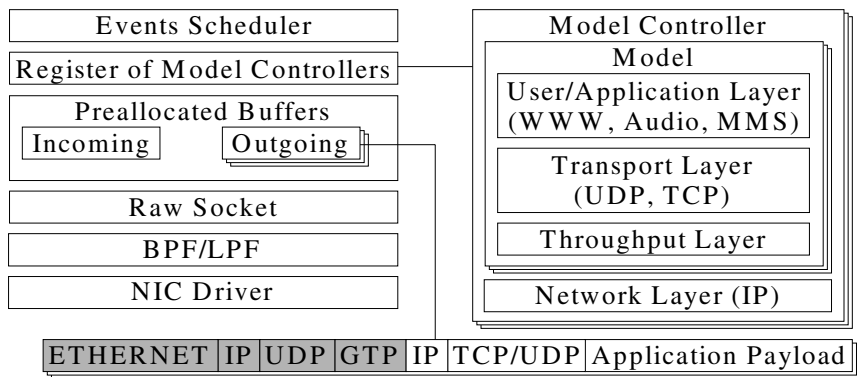 Events Scheduler
Register of Model Controllers
Preallocated Buffers
Incoming
Outgoing
Raw Socket
BPF/LPF
NIC Driver
Model Controller
Model
User/Application Layer
(WWW, Audio, MMS)
Transport Layer
(UDP, TCP)
Throughput Layer
Network Layer (IP)
ETHERNET IP UDP GTP IP TCP/UDP Application Payload